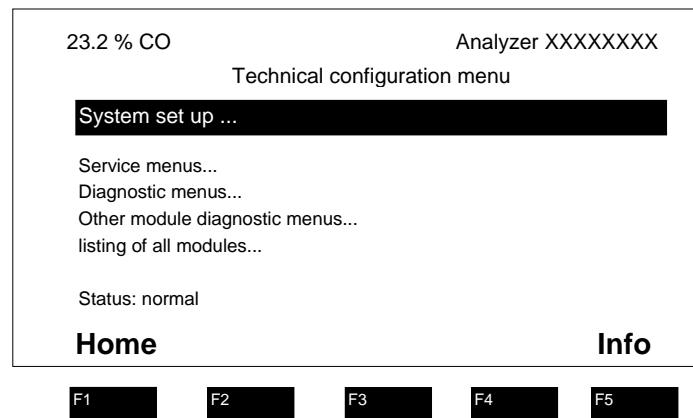 23.2 % CO Analyzer XXXXXXXX
Technical configuration menu
System set up ...
Service menus...
Diagnostic menus...
Other module diagnostic menus...
listing of all modules...
Status: normal
Home Info
F1 F2 F3 F4 F5